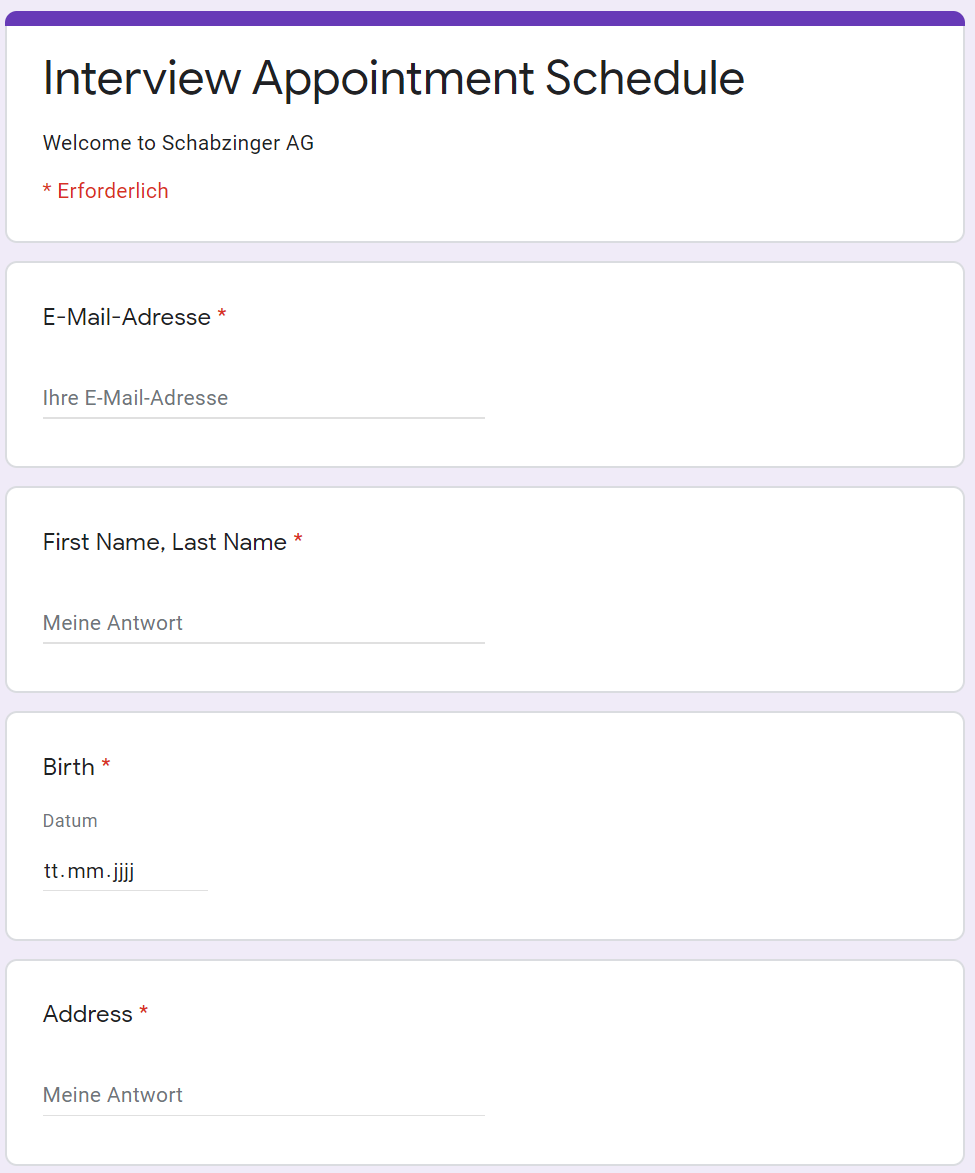 Interview Appointment Schedule
Welcome to Schabzinger AG
* Erforderlich
E-Mail-Adresse *
Ihre E-Mail-Adresse
First Name, Last Name *
Meine Antwort
Birth *
Datum
tt.mm.jjjj
Address *
Meine Antwort